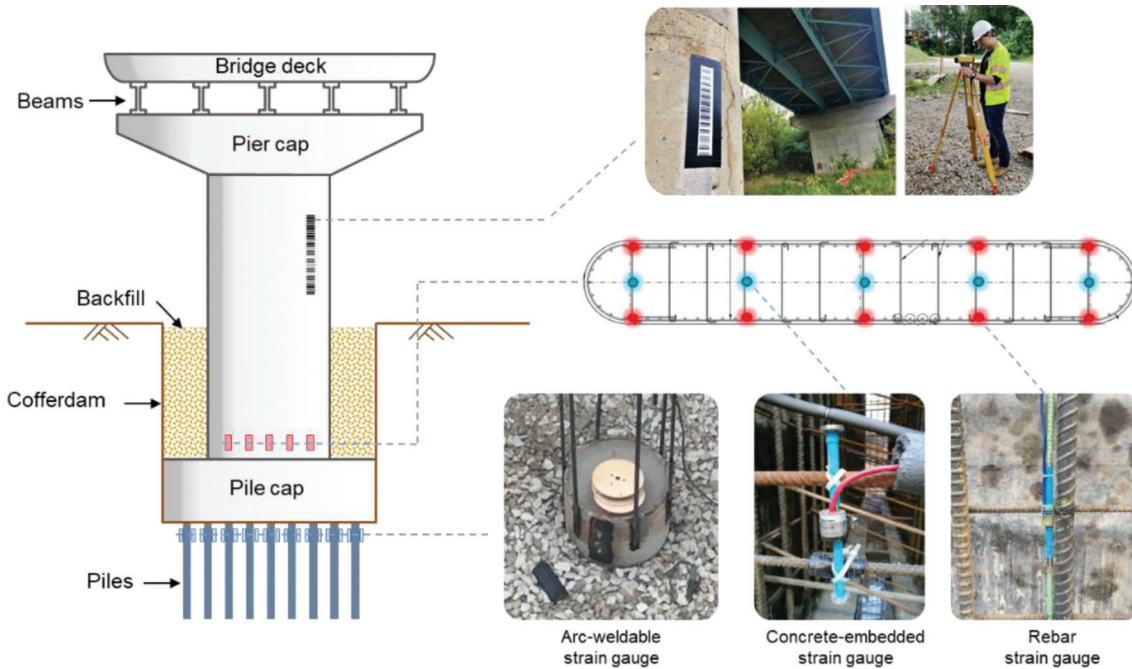 Bridge deck
Beams
Pier cap
Backfill
Cofferdam
Pile cap
Piles
Arc-weldable
strain gauge
Concrete-embedded
strain gauge
Rebar
strain gauge